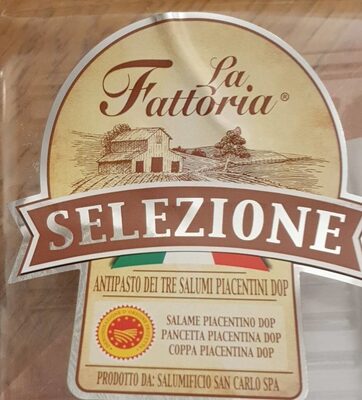 La
Fattoria®
SELEZIONE
ANTIPASTO DEI TRE SALUMI PIACENTINI DOP
SALAME PIACENTINO DOP
PANCETTA PIACENTINA DOP
COPPA PIACENTINA DOP
PRODOTTO DA: SALUMIFICIO SAN CARLO SPA